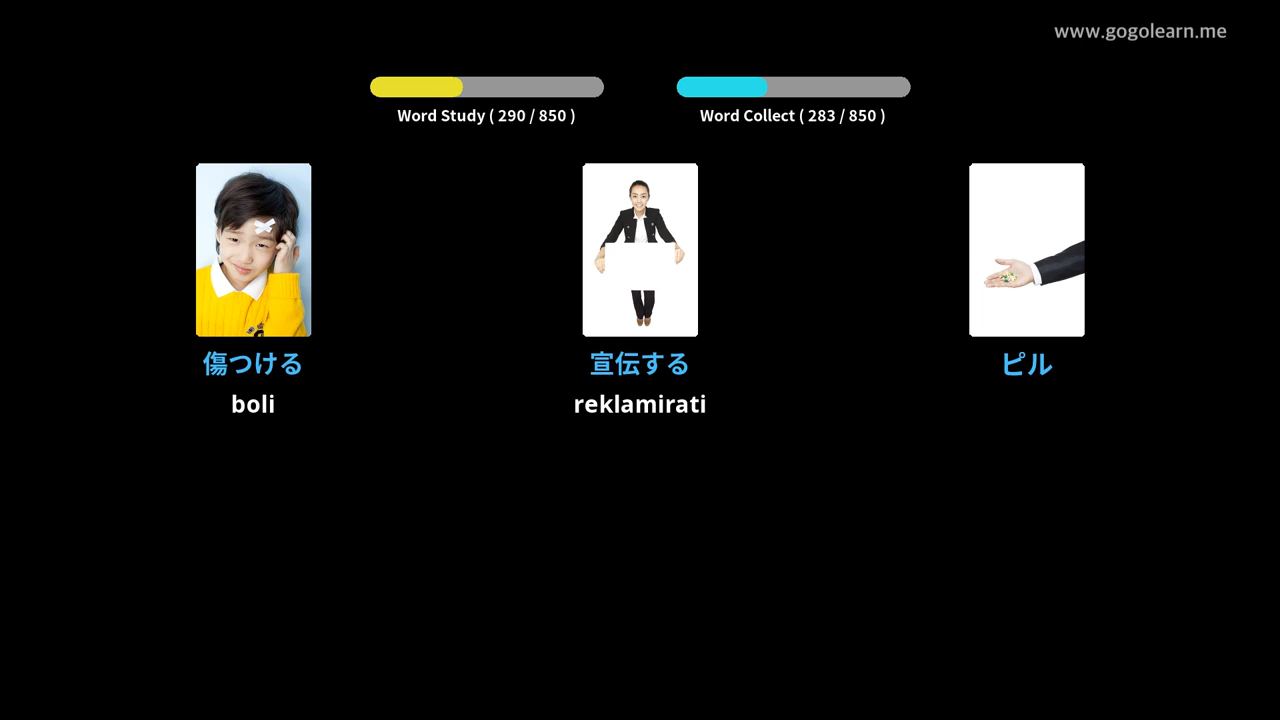 www.gogolearn.me
Word Study ( 290 / 850 )
Word Collect ( 283 / 850 )
傷つける
宣伝する
ピル
boli
reklamirati